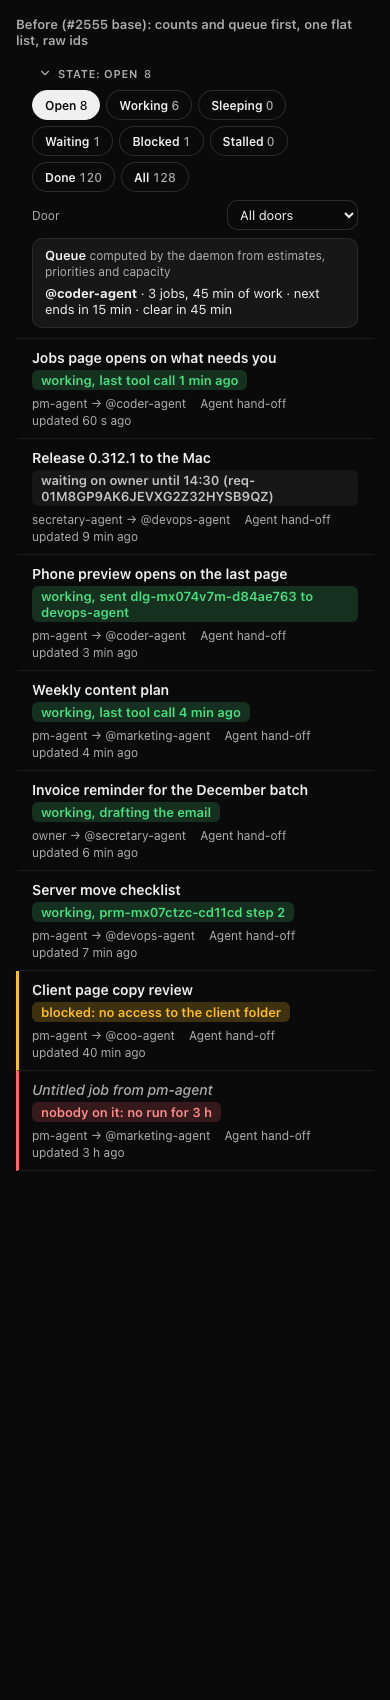 Before (#2555 base): counts and queue first, one flat
list, raw ids
STATE: OPEN 8
Open 8 Working 6 Sleeping 0
Waiting 1 Blocked 1 Stalled 0
Done 120 All 128
Door All doors
Queue computed by the daemon from estimates,
priorities and capacity
@coder-agent · 3 jobs, 45 min of work · next
ends in 15 min · clear in 45 min
Jobs page opens on what needs you
working, last tool call 1 min ago
pm-agent → @coder-agent Agent hand-off
updated 60 s ago
Release 0.312.1 to the Mac
waiting on owner until 14:30 (req-
01M8GP9AK6JEVXG2Z32HYSB9QZ)
secretary-agent → @devops-agent Agent hand-off
updated 9 min ago
Phone preview opens on the last page
working, sent dlg-mx074v7m-d84ae763 to
devops-agent
pm-agent → @coder-agent Agent hand-off
updated 3 min ago
Weekly content plan
working, last tool call 4 min ago
pm-agent → @marketing-agent Agent hand-off
updated 4 min ago
Invoice reminder for the December batch
working, drafting the email
owner → @secretary-agent Agent hand-off
updated 6 min ago
Server move checklist
working, prm-mx07ctzc-cd11cd step 2
pm-agent → @devops-agent Agent hand-off
updated 7 min ago
Client page copy review
blocked: no access to the client folder
pm-agent → @coo-agent Agent hand-off
updated 40 min ago
Untitled job from pm-agent
nobody on it: no run for 3 h
pm-agent → @marketing-agent Agent hand-off
updated 3 h ago